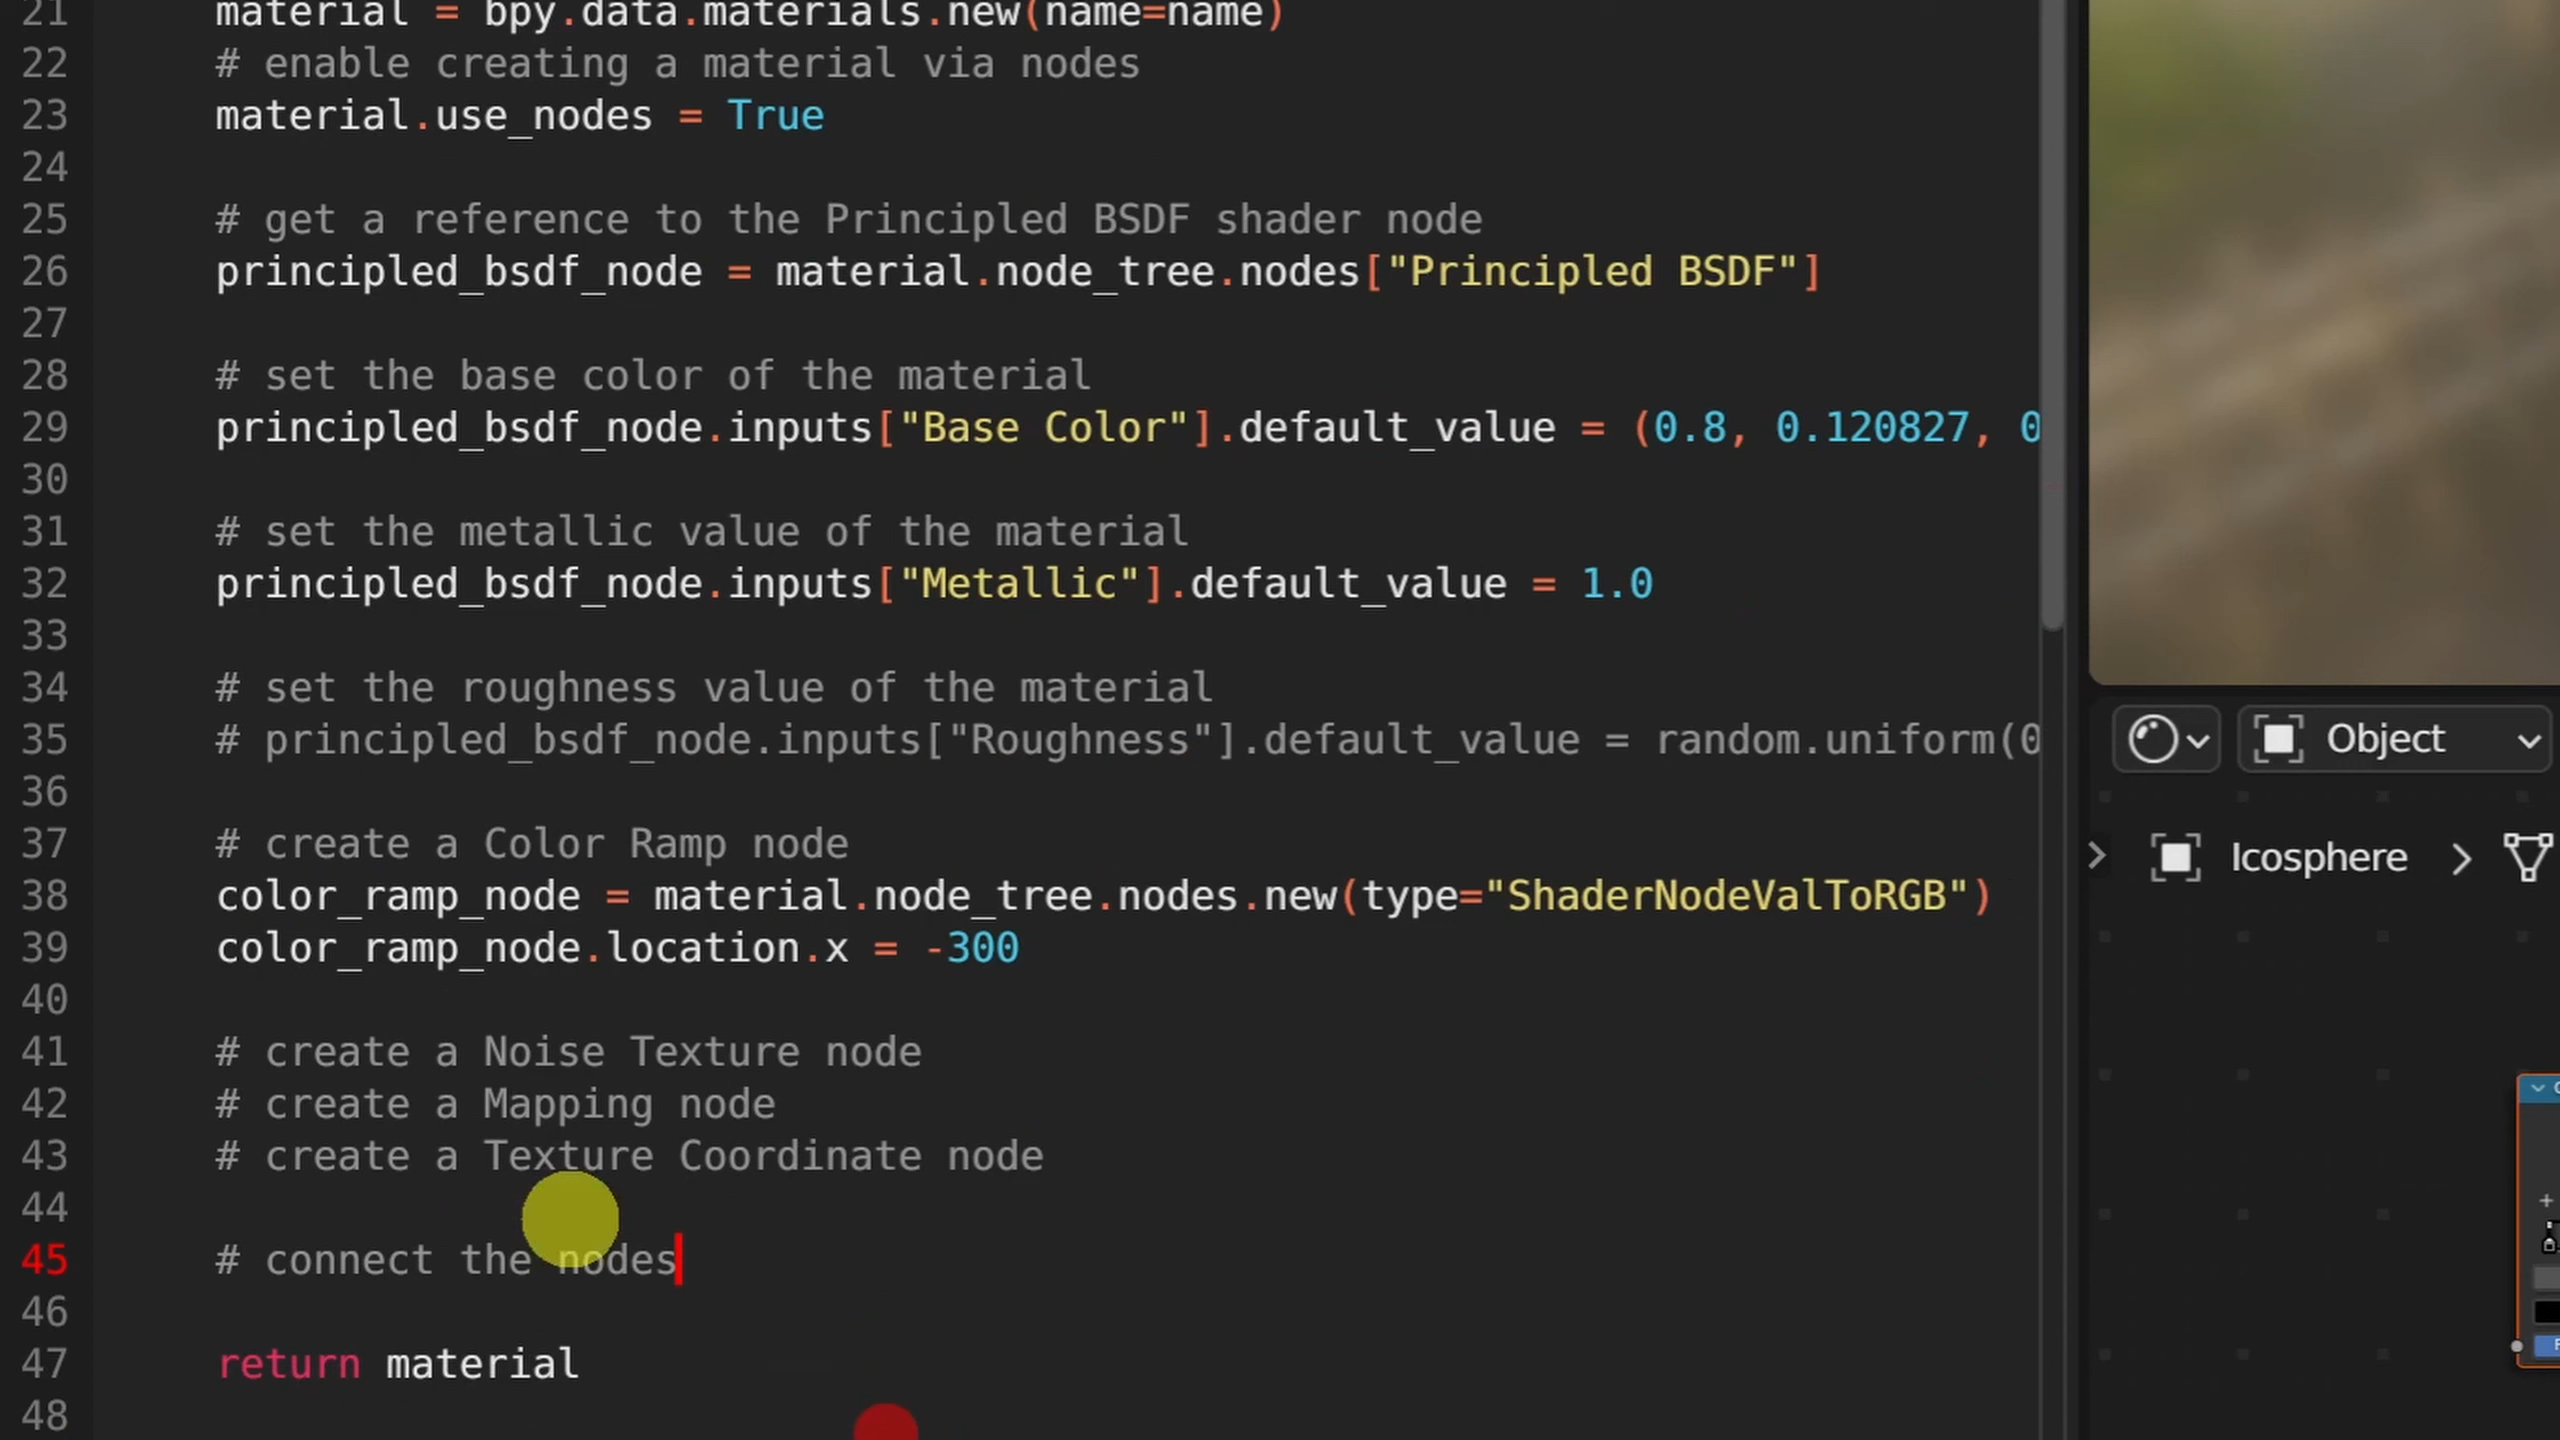 21 material = bpy.data.materials.new(name=name)
22 # enable creating a material via nodes
23 material.use_nodes = True
24
25 # get a reference to the Principled BSDF shader node
26 principled_bsdf_node = material.node_tree.nodes["Principled BSDF"]
27
28 # set the base color of the material
29 principled_bsdf_node.inputs["Base Color"].default_value = (0.8, 0.120827, 0
30
31 # set the metallic value of the material
32 principled_bsdf_node.inputs["Metallic"].default_value = 1.0
33
34 # set the roughness value of the material
35 # principled_bsdf_node.inputs["Roughness"].default_value = random.uniform(0
36
37 # create a Color Ramp node
38 color_ramp_node = material.node_tree.nodes.new(type="ShaderNodeValToRGB")
39 color_ramp_node.location.x = -300
40
41 # create a Noise Texture node
42 # create a Mapping node
43 # create a Texture Coordinate node
44
45 # connect the nodes
46
47 return material
48
Object
Icosphere